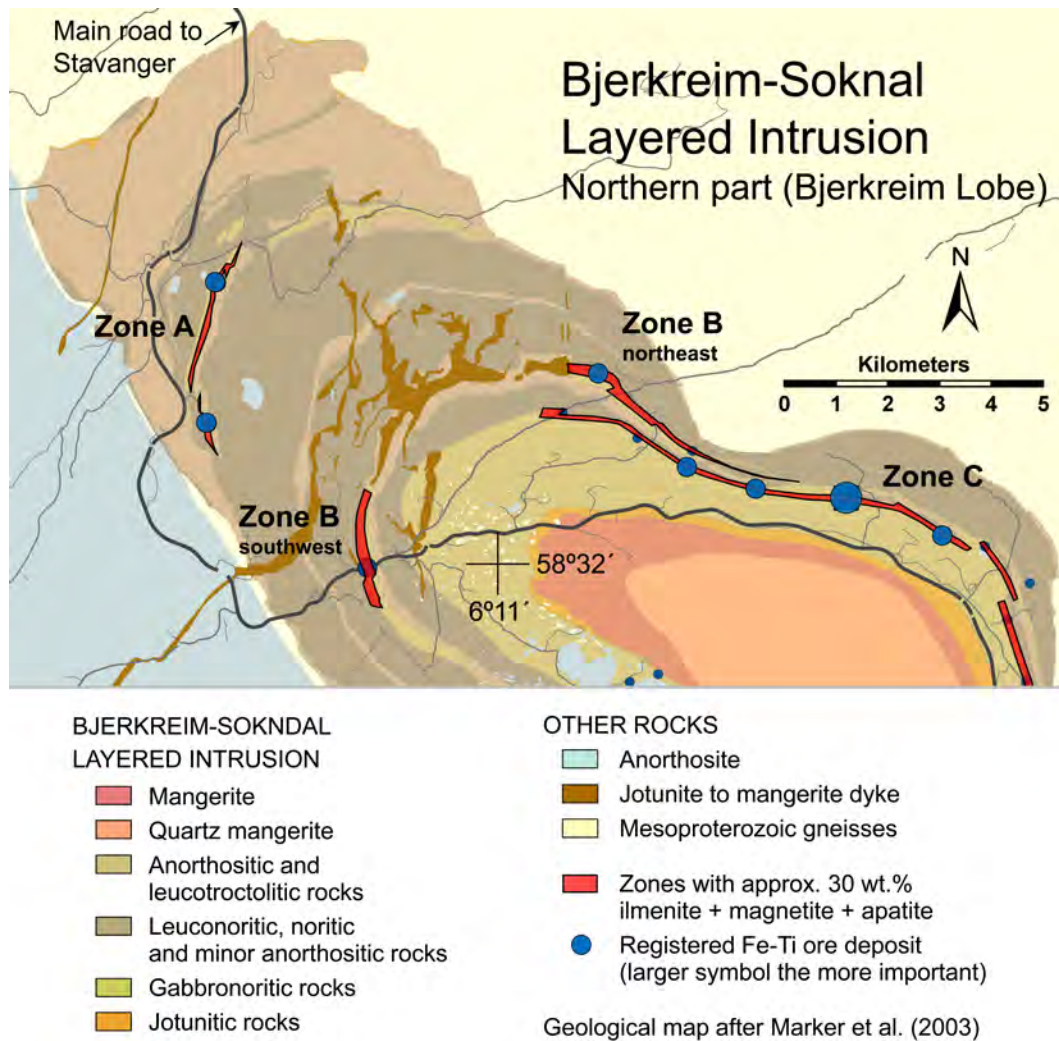 Main road to
Stavanger
Bjerkreim-Soknal
Layered Intrusion
Northern part (Bjerkreim Lobe)
N
Zone A
Zone B
northeast
Kilometers
0 1 2 3 4 5
Zone C
Zone B
southwest
58º32´
6º11´
BJERKREIM-SOKNDAL
LAYERED INTRUSION
Mangerite
Quartz mangerite
Anorthositic and
leucotroctolitic rocks
Leuconoritic, noritic
and minor anorthositic rocks
Gabbronoritic rocks
Jotunitic rocks
OTHER ROCKS
Anorthosite
Jotunite to mangerite dyke
Mesoproterozoic gneisses
Zones with approx. 30 wt.%
ilmenite + magnetite + apatite
Registered Fe-Ti ore deposit
(larger symbol the more important)
Geological map after Marker et al. (2003)